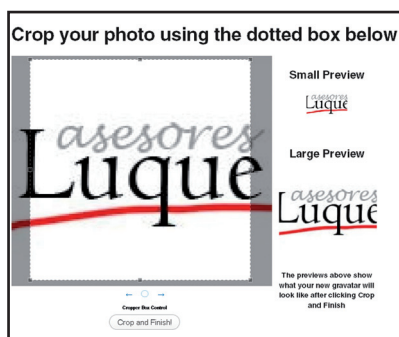 Crop your photo using the dotted box below
asesores
Luque
← →
Cropper Box Control
Crop and Finish!
Small Preview
asesores
Luque
Large Preview
asesores
Luque
The previews above show
what your new gravatar will
look like after clicking Crop
and Finish